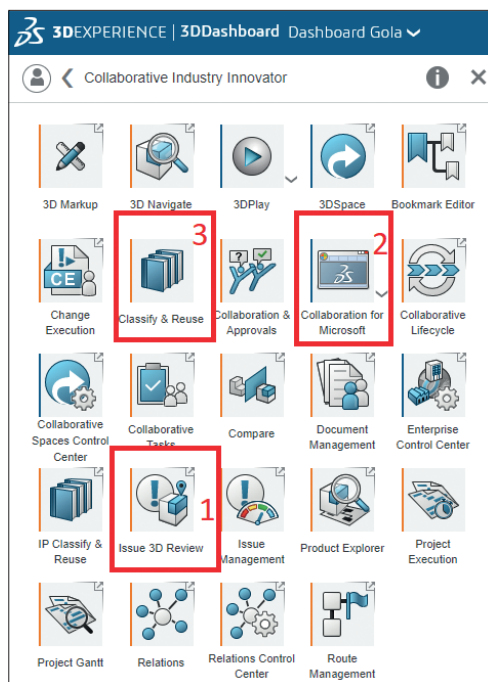 3DEXPERIENCE | 3DDashboard Dashboard Gola
Collaborative Industry Innovator
3D Markup
3D Navigate
3DPlay
3DSpace
Bookmark Editor
3
2
CE
Change
Execution
Classify & Reuse
Collaboration &
Approvals
Collaboration for
Microsoft
Collaborative
Lifecycle
Collaborative
Spaces Control
Center
Collaborative
Tasks
Compare
Document
Management
Enterprise
Control Center
1
IP Classify &
Reuse
Issue 3D Review
Issue
Management
Product Explorer
Project
Execution
Project Gantt
Relations
Relations Control
Center
Route
Management